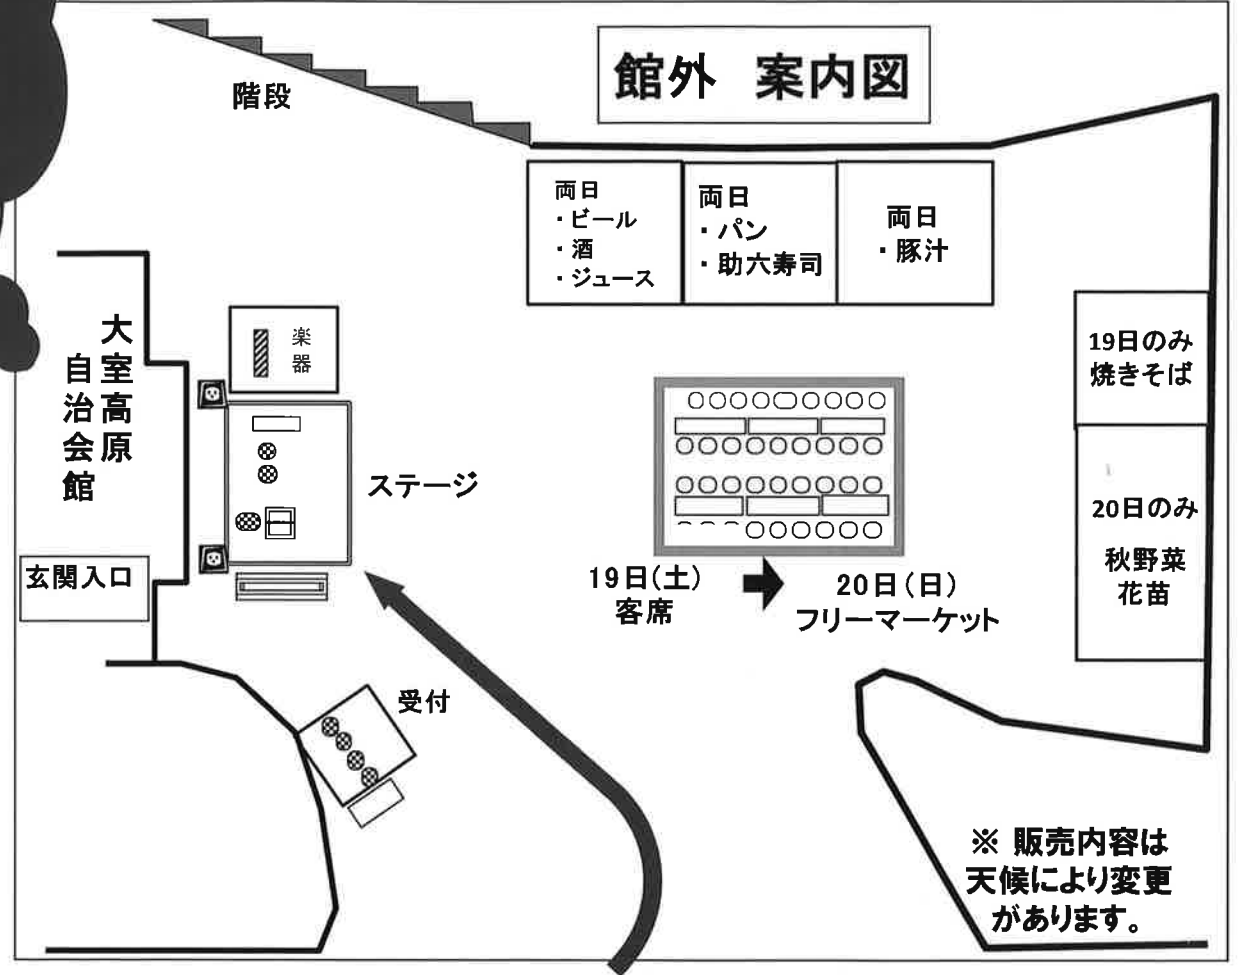 館外 案内図
階段
両日
・ビール
・酒
・ジュース
両日
・パン
・助六寿司
両日
・豚汁
19日のみ
焼きそば
20日のみ
秋野菜
花苗
大室高原
自治会館
楽器
ステージ
玄関入口
19日(土)
客席
20日(日)
フリーマーケット
受付
※ 販売内容は
天候により変更
があります。